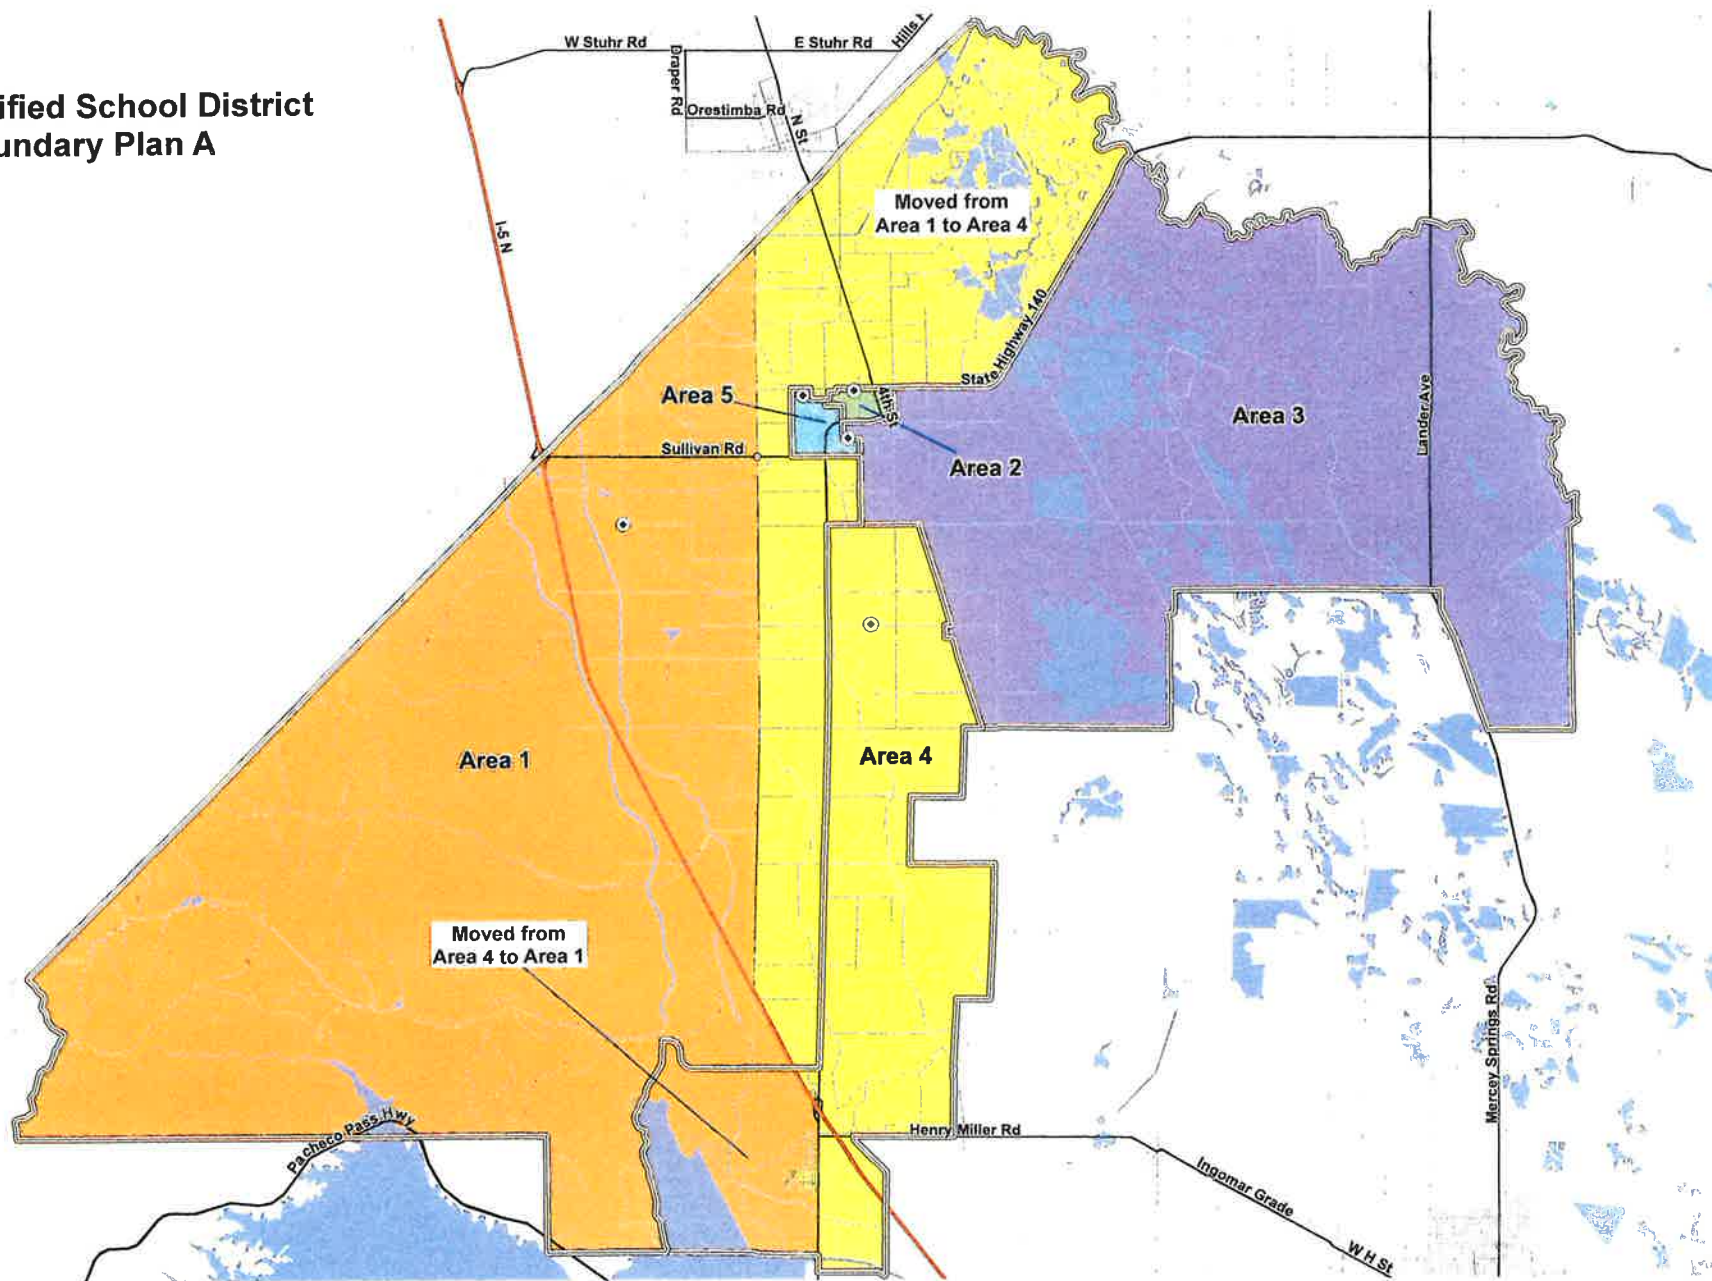 ified School District
undary Plan A
W Stuhr Rd
E Stuhr Rd
Hills
Draper Rd
Orestimba Rd
N St
I-5 N
Moved from
Area 1 to Area 4
State Highway 140
Area 5
4th St
Area 3
Lander Ave
Sullivan Rd
Area 2
Area 1
Area 4
Moved from
Area 4 to Area 1
Mercey Springs Rd
Pacheco Pass Hwy
Henry Miller Rd
Ingomar Grade
W H St